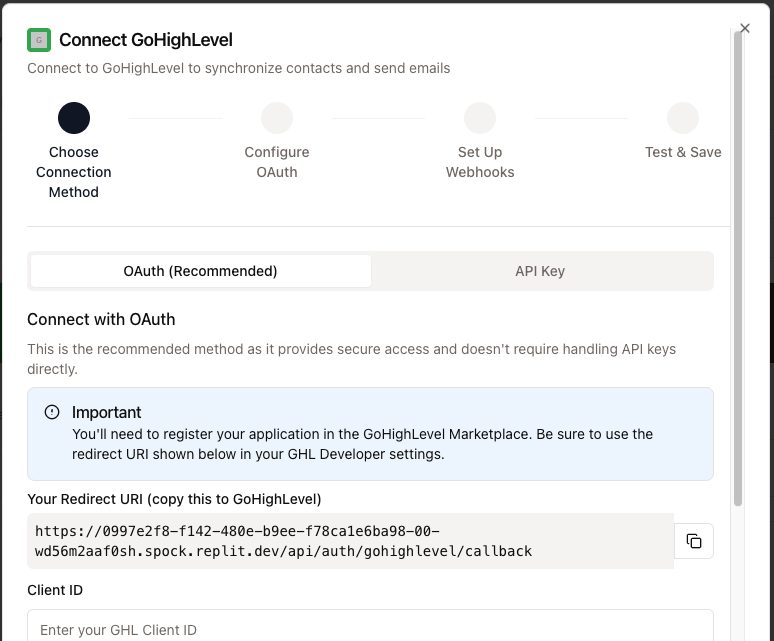 G
Connect GoHighLevel
Connect to GoHighLevel to synchronize contacts and send emails
Choose
Connection
Method
Configure
OAuth
Set Up
Webhooks
Test & Save
OAuth (Recommended)
API Key
Connect with OAuth
This is the recommended method as it provides secure access and doesn't require handling API keys
directly.
Important
You'll need to register your application in the GoHighLevel Marketplace. Be sure to use the
redirect URI shown below in your GHL Developer settings.
Your Redirect URI (copy this to GoHighLevel)
https://0997e2f8-f142-480e-b9ee-f78ca1e6ba98-00-
wd56m2aaf0sh.spock.replit.dev/api/auth/gohighlevel/callback
Client ID
Enter your GHL Client ID